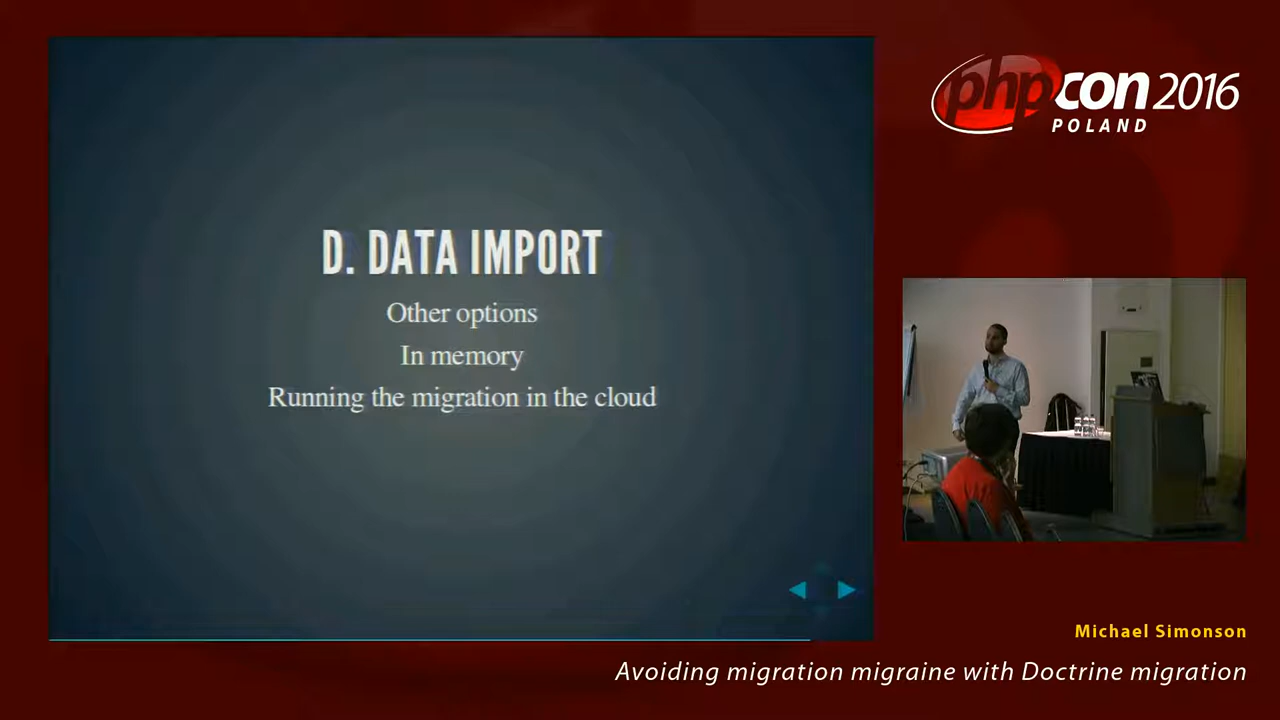 D. DATA IMPORT
Other options
In memory
Running the migration in the cloud
phpcon 2016
POLAND
Michael Simonson
Avoiding migration migraine with Doctrine migration